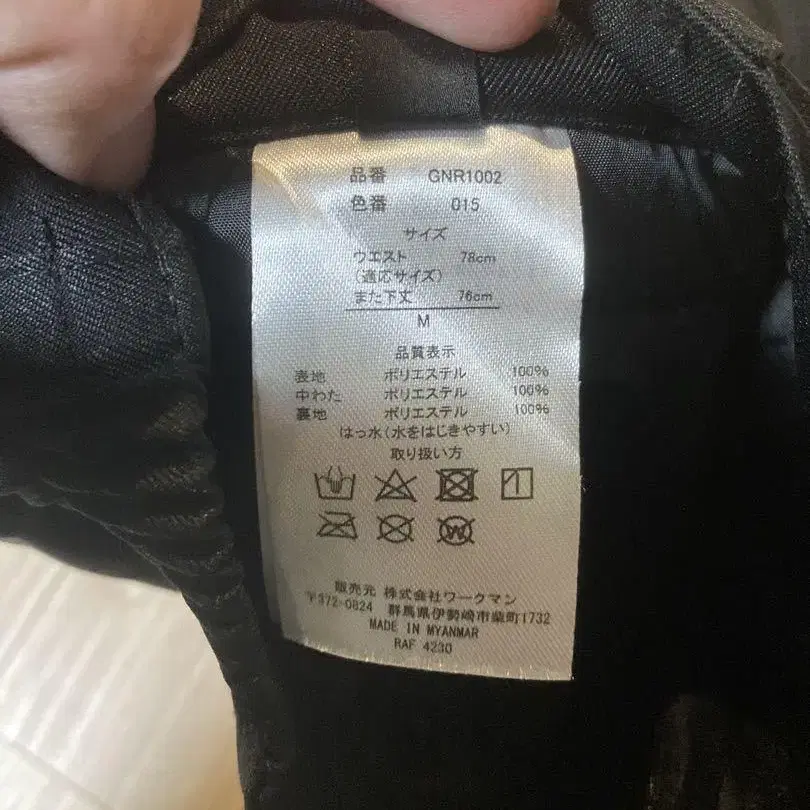 品番 GNR1002
色番 015
サイズ
ウエスト 78cm
(適応サイズ)
また下丈 76cm
M
品質表示
表地 ポリエステル 100%
中わた ポリエステル 100%
裏地 ポリエステル 100%
はっ水(水をはじきやすい)
取り扱い方
販売元 株式会社ワークマン
〒372-0824 群馬県伊勢崎市柴町1732
MADE IN MYANMAR
RAF 4230